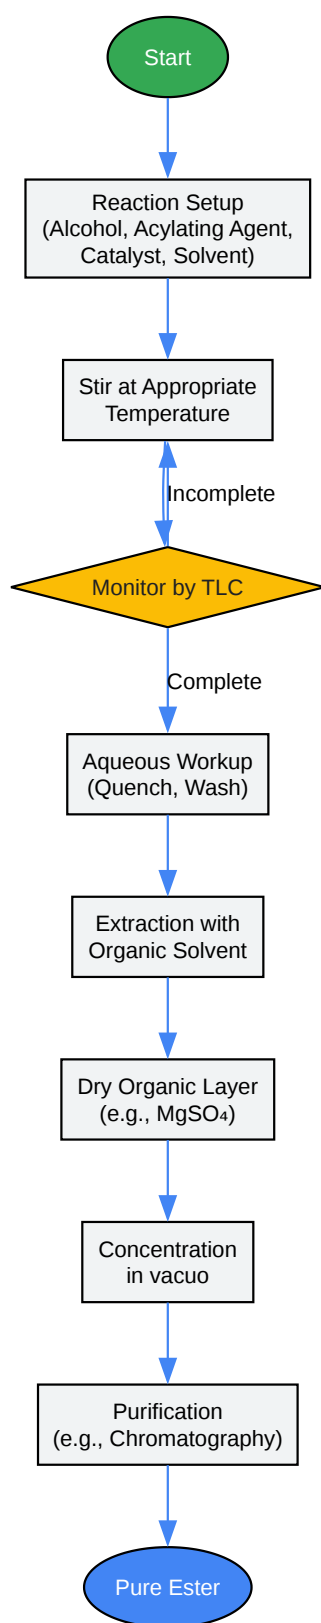 Start
Reaction Setup
(Alcohol, Acylating Agent,
Catalyst, Solvent)
Stir at Appropriate
Temperature
Incomplete
Monitor by TLC
Complete
Aqueous Workup
(Quench, Wash)
Extraction with
Organic Solvent
Dry Organic Layer
(e.g., MgSO₄)
Concentration
in vacuo
Purification
(e.g., Chromatography)
Pure Ester